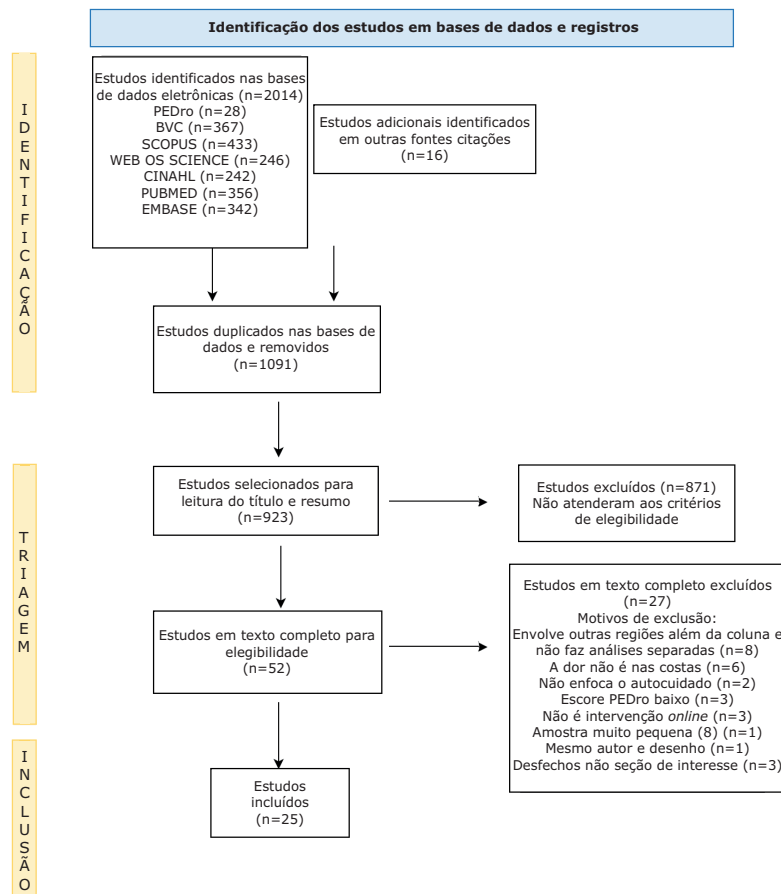 Identificação dos estudos em bases de dados e registros
IDENTIFICAÇÃO
Estudos identificados nas bases
de dados eletrônicas (n=2014)
PEDro (n=28)
BVC (n=367)
SCOPUS (n=433)
WEB OS SCIENCE (n=246)
CINAHL (n=242)
PUBMED (n=356)
EMBASE (n=342)
Estudos adicionais identificados
em outras fontes citações
(n=16)
Estudos duplicados nas bases de
dados e removidos
(n=1091)
TRIAGEM
Estudos selecionados para
leitura do título e resumo
(n=923)
Estudos excluídos (n=871)
Não atenderam aos critérios
de elegibilidade
Estudos em texto completo para
elegibilidade
(n=52)
Estudos em texto completo excluídos
(n=27)
Motivos de exclusão:
Envolve outras regiões além da coluna e
não faz análises separadas (n=8)
A dor não é nas costas (n=6)
Não enfoca o autocuidado (n=2)
Escore PEDro baixo (n=3)
Não é intervenção online (n=3)
Amostra muito pequena (8) (n=1)
Mesmo autor e desenho (n=1)
Desfechos não seção de interesse (n=3)
INCLUSÃO
Estudos
incluídos
(n=25)